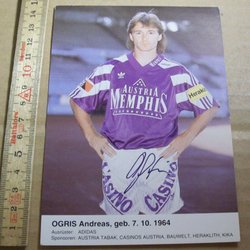 AUSTRIA
MEMPHIS
Herakl
CASINO
CASINO
OGRIS Andreas, geb. 7. 10. 1964
Ausrüster: ADIDAS
Sponsoren: AUSTRIA TABAK, CASINOS AUSTRIA, BAUWELT, HERAKLITH, KIKA